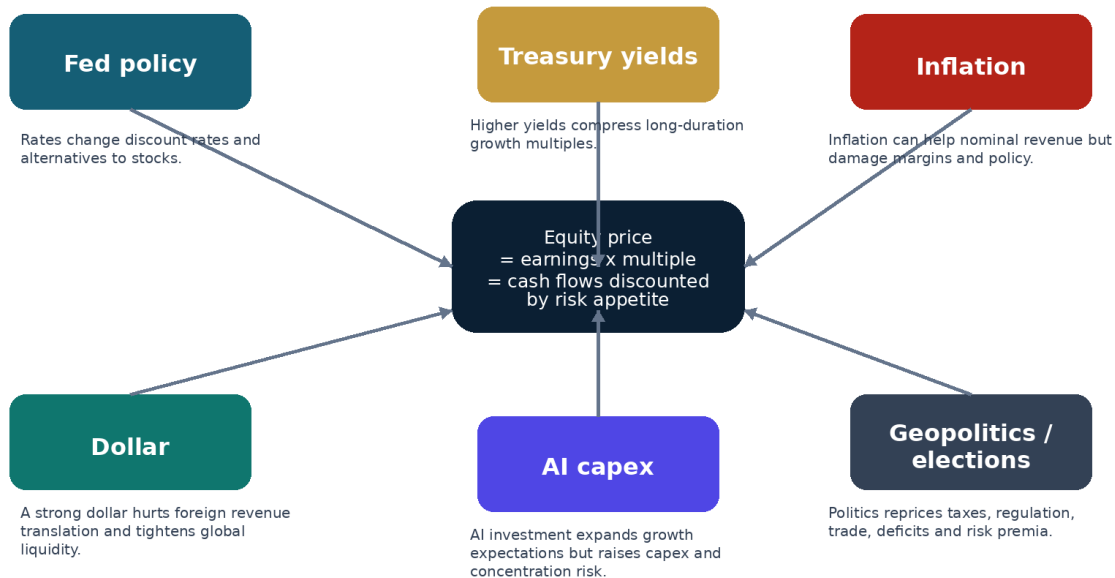 Fed policy
Rates change discount rates and
alternatives to stocks.
Treasury yields
Higher yields compress long-duration
growth multiples.
Inflation
Inflation can help nominal revenue but
damage margins and policy.
Equity price
= earnings x multiple
= cash flows discounted
by risk appetite
Dollar
A strong dollar hurts foreign revenue
translation and tightens global
liquidity.
AI capex
AI investment expands growth
expectations but raises capex and
concentration risk.
Geopolitics /
elections
Politics reprices taxes, regulation,
trade, deficits and risk premia.